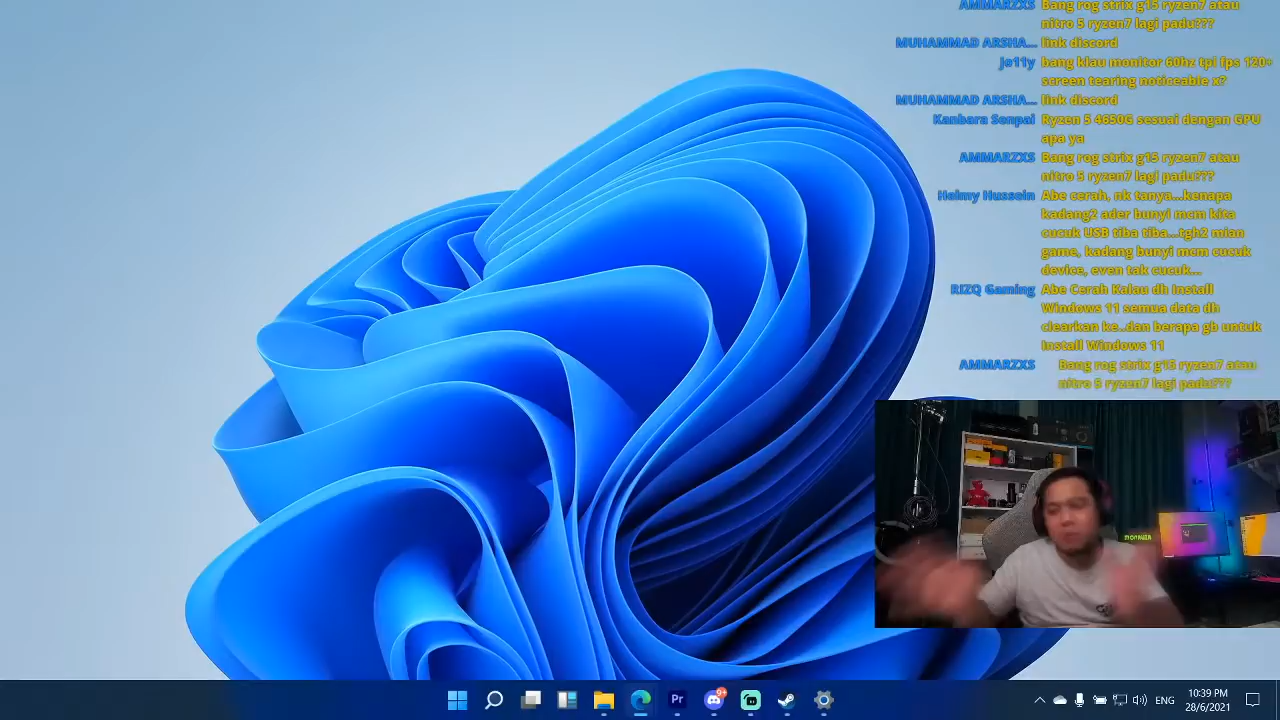 AMMARZXS Bang rog strix g15 ryzen7 atau
nitro 5 ryzen7 lagi padu???
MUHAMMAD ARSHA... link discord
Je11y bang klau monitor 60hz tpi fps 120+
screen tearing noticeable x?
MUHAMMAD ARSHA... link discord
Kanbara Senpai Ryzen 5 4650G sesuai dengan GPU
apa ya
AMMARZXS Bang rog strix g15 ryzen7 atau
nitro 5 ryzen7 lagi padu???
Helmy Hussein Abe cerah, nk tanya...kenapa
kadang2 ader bunyi mcm kita
cucuk USB tiba tiba...tgh2 mian
game, kadang bunyi mcm cucuk
device, even tak cucuk...
RIZQ Gaming Abe Cerah Kalau dh Install
Windows 11 semua data dh
clearkan ke..dan berapa gb untuk
Install Windows 11
AMMARZXS Bang rog strix g15 ryzen7 atau
nitro 5 ryzen7 lagi padu???
Pr
9+
ENG
10:39 PM
28/6/2021